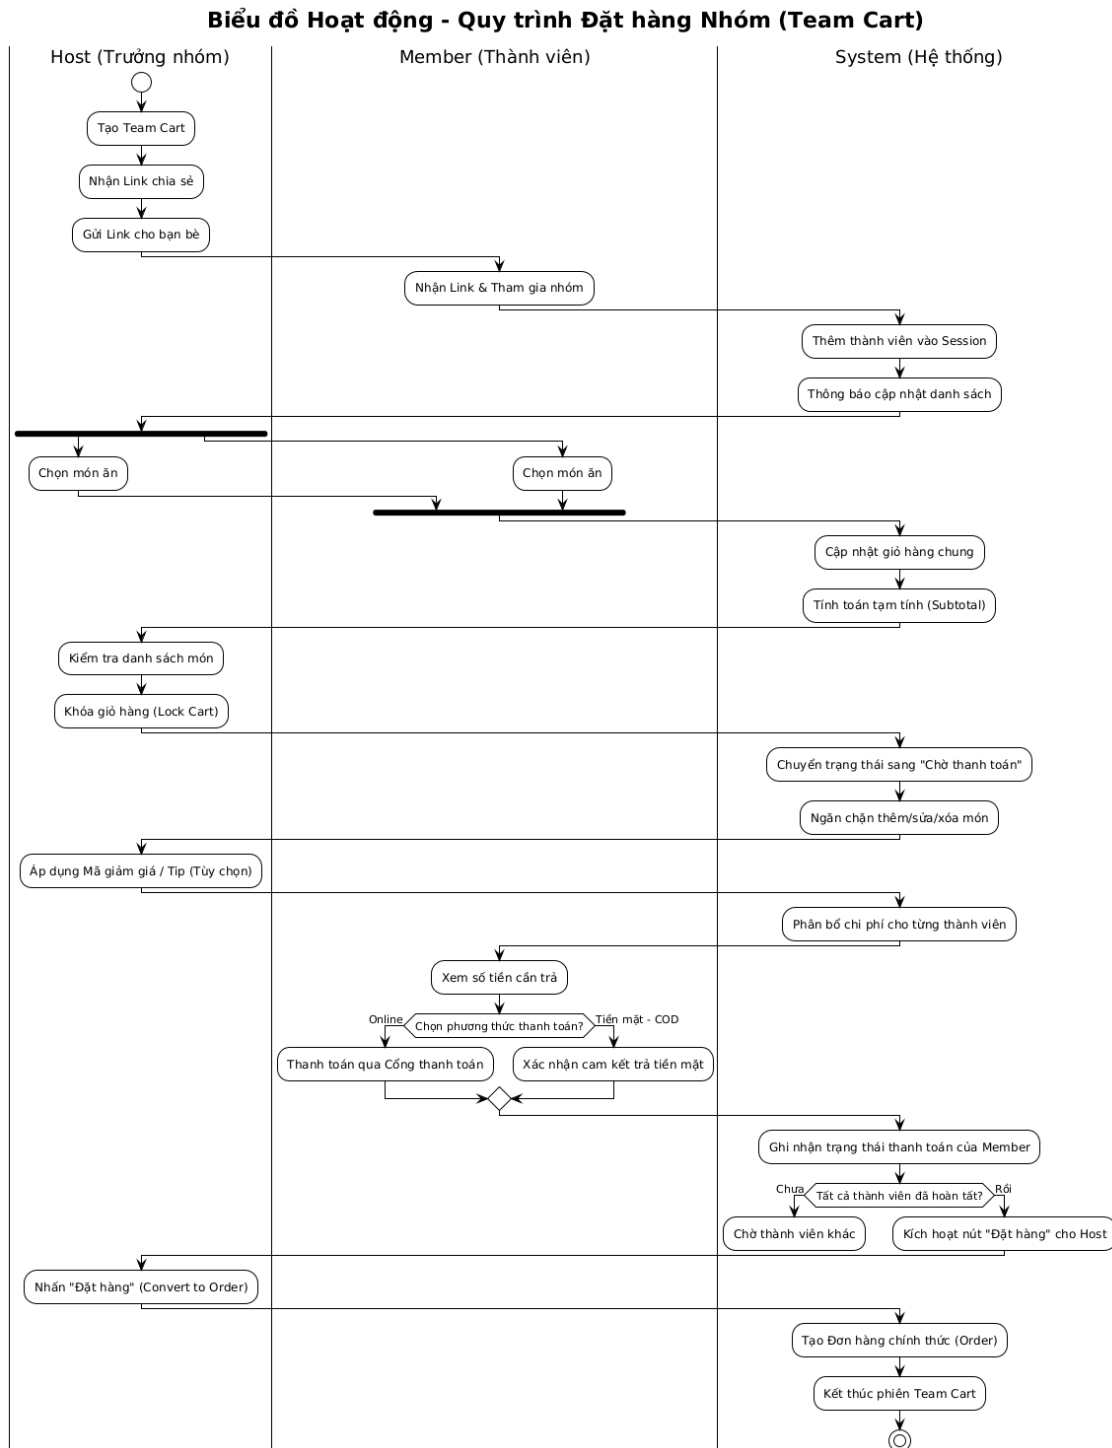 Biểu đồ Hoạt động - Quy trình Đặt hàng Nhóm (Team Cart)
Host (Trưởng nhóm)
Member (Thành viên)
System (Hệ thống)
Tạo Team Cart
Nhận Link chia sẻ
Gửi Link cho bạn bè
Nhận Link & Tham gia nhóm
Thêm thành viên vào Session
Thông báo cập nhật danh sách
Chọn món ăn
Chọn món ăn
Cập nhật giỏ hàng chung
Tính toán tạm tính (Subtotal)
Kiểm tra danh sách món
Khóa giỏ hàng (Lock Cart)
Chuyển trạng thái sang "Chờ thanh toán"
Ngăn chặn thêm/sửa/xóa món
Áp dụng Mã giảm giá / Tip (Tùy chọn)
Phân bổ chi phí cho từng thành viên
Xem số tiền cần trả
Chọn phương thức thanh toán?
Online
Tiền mặt - COD
Thanh toán qua Cổng thanh toán
Xác nhận cam kết trả tiền mặt
Ghi nhận trạng thái thanh toán của Member
Tất cả thành viên đã hoàn tất?
Chưa
Rồi
Chờ thành viên khác
Kích hoạt nút "Đặt hàng" cho Host
Nhấn "Đặt hàng" (Convert to Order)
Tạo Đơn hàng chính thức (Order)
Kết thúc phiên Team Cart